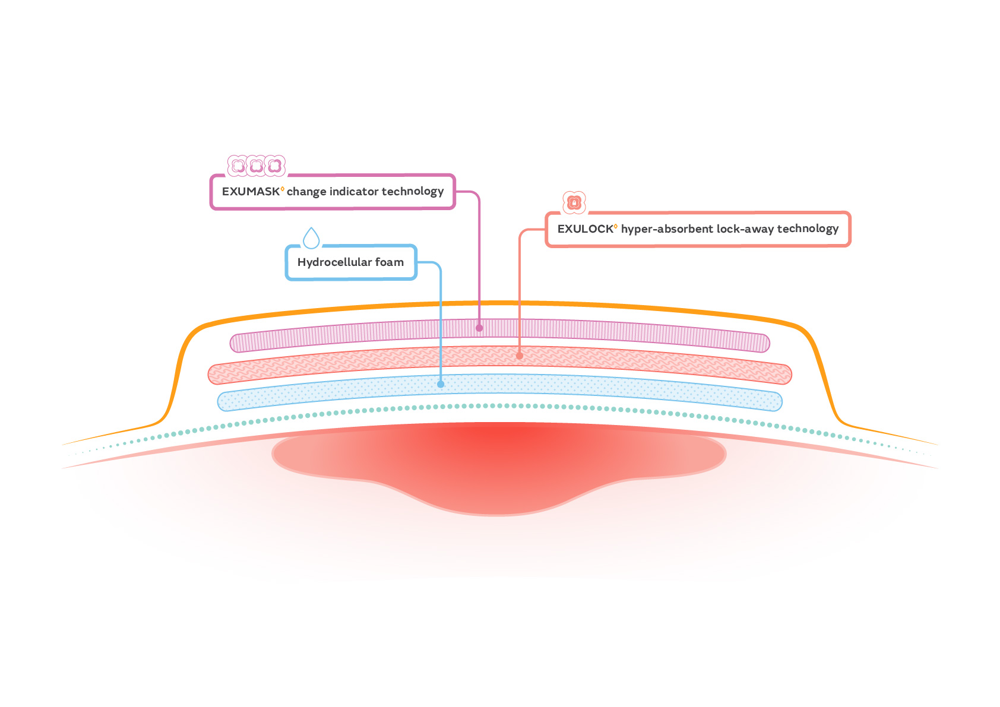 EXUMASK◊ change indicator technology
EXULOCK◊ hyper-absorbent lock-away technology
Hydrocellular foam